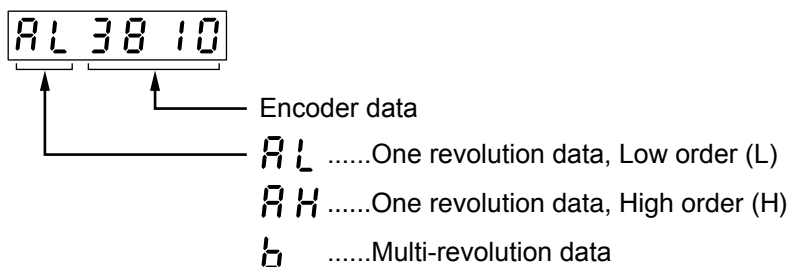 AL 3810
Encoder data
AL ......One revolution data, Low order (L)
AH ......One revolution data, High order (H)
b ......Multi-revolution data